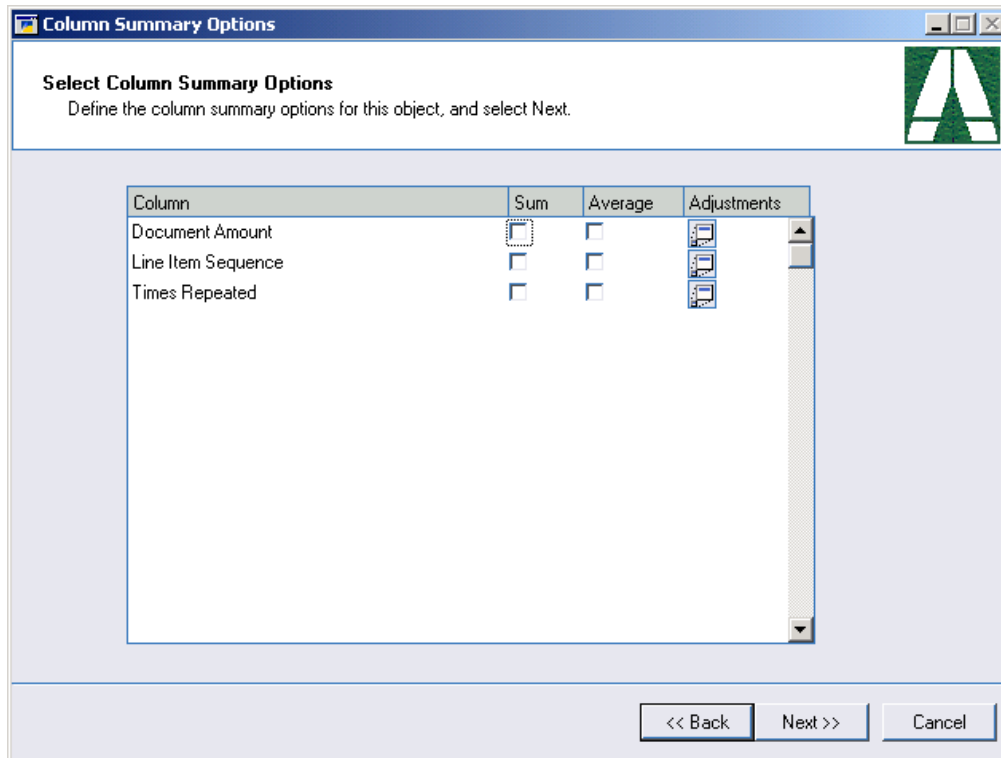 Column Summary Options
Select Column Summary Options
Define the column summary options for this object, and select Next.
Column Sum Average Adjustments
Document Amount
Line Item Sequence
Times Repeated
<< Back Next >> Cancel